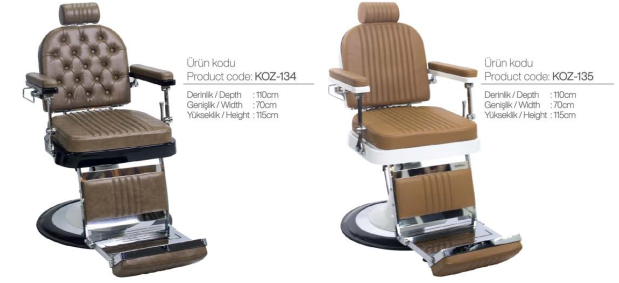 Ürün kodu
Product code: KOZ-134
Derinlik / Depth : 110cm
Genişlik / Width : 70cm
Yükseklik / Height : 115cm
Ürün kodu
Product code: KOZ-135
Derinlik / Depth : 110cm
Genişlik / Width : 70cm
Yükseklik / Height : 115cm